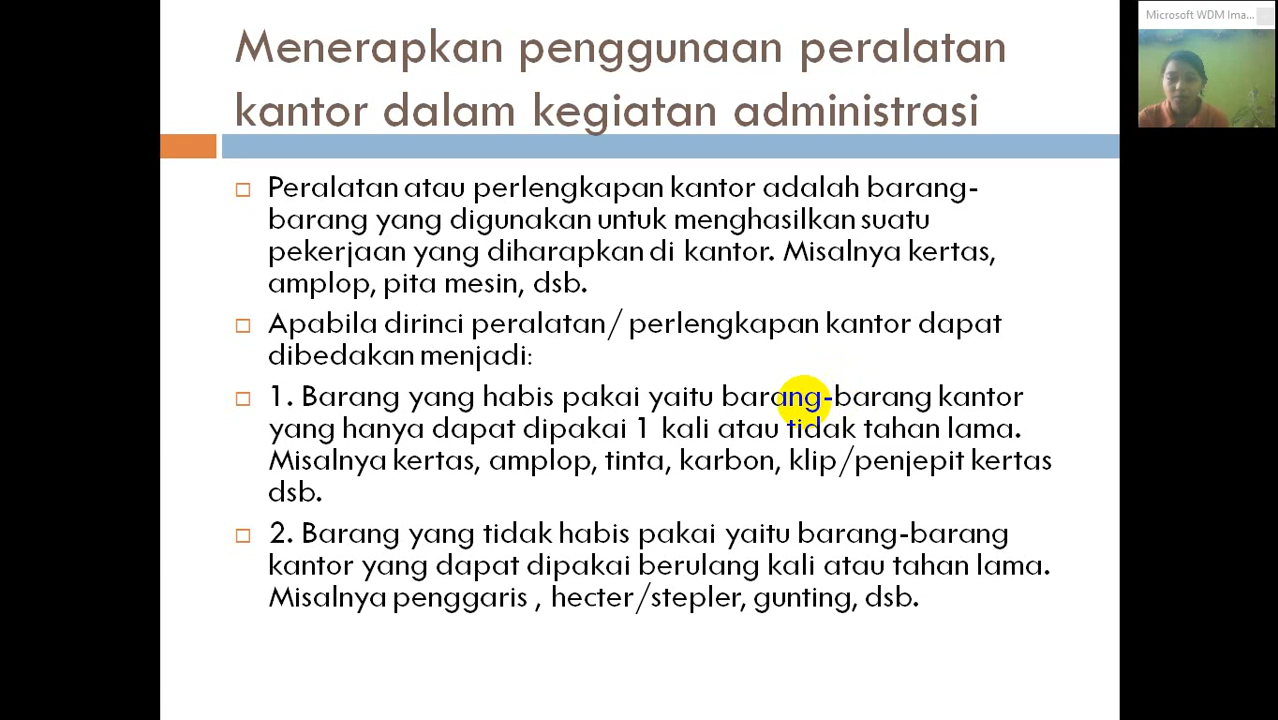 Microsoft WDM Ima...
Menerapkan penggunaan peralatan
kantor dalam kegiatan administrasi
Peralatan atau perlengkapan kantor adalah barang-
barang yang digunakan untuk menghasilkan suatu
pekerjaan yang diharapkan di kantor. Misalnya kertas,
amplop, pita mesin, dsb.
Apabila dirinci peralatan/ perlengkapan kantor dapat
dibedakan menjadi:
1. Barang yang habis pakai yaitu barang-barang kantor
yang hanya dapat dipakai 1 kali atau tidak tahan lama.
Misalnya kertas, amplop, tinta, karbon, klip/penjepit kertas
dsb.
2. Barang yang tidak habis pakai yaitu barang-barang
kantor yang dapat dipakai berulang kali atau tahan lama.
Misalnya penggaris , hecter/stepler, gunting, dsb.